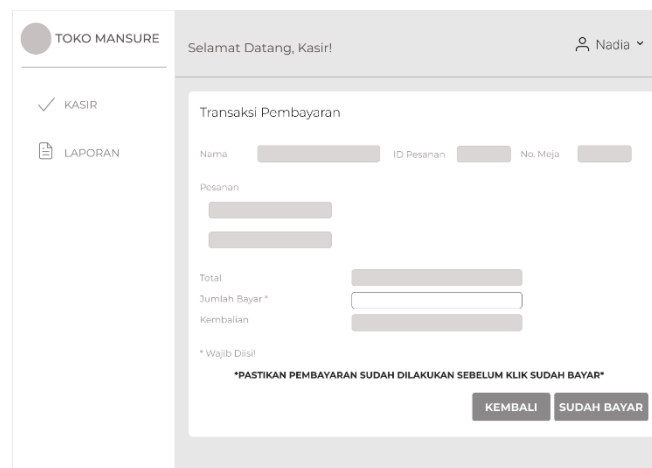 TOKO MANSURE
Selamat Datang, Kasir!
Nadia
KASIR
LAPORAN
Transaksi Pembayaran
Nama ID Pesanan No. Meja
Pesanan
Total
Jumlah Bayar *
Kembalian
* Wajib Diisi!
*PASTIKAN PEMBAYARAN SUDAH DILAKUKAN SEBELUM KLIK SUDAH BAYAR*
KEMBALI SUDAH BAYAR